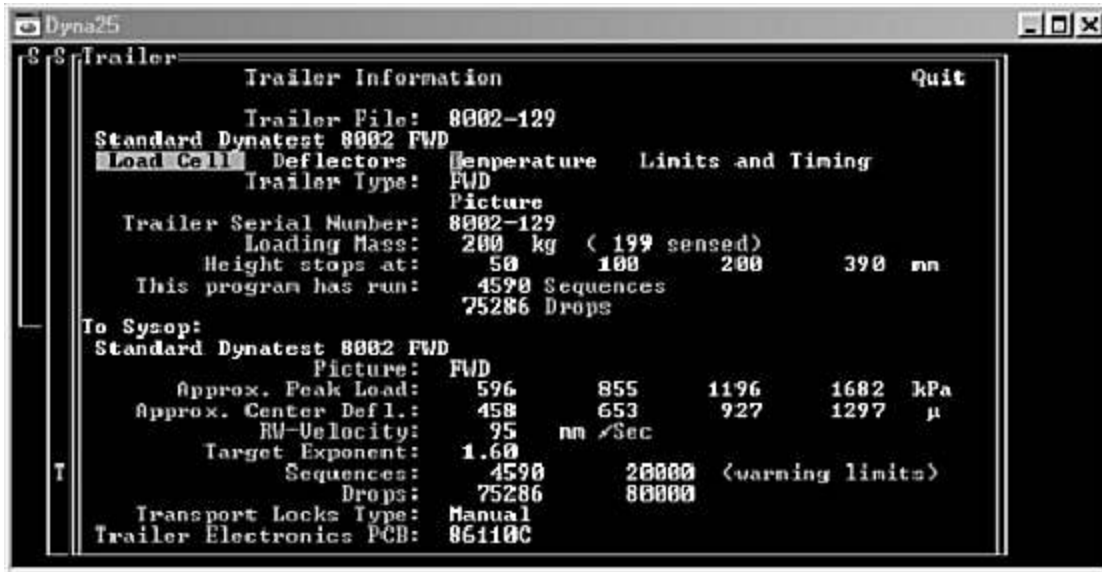 Dyna25
S S Trailer
Trailer Information Quit
Trailer File: 8002-129
Standard Dynatest 8002 FWD
Load Cell Deflectors Temperature Limits and Timing
Trailer Type: FWD
Picture
Trailer Serial Number: 8002-129
Loading Mass: 200 kg ( 199 sensed)
Height stops at: 50 100 200 390 mm
This program has run: 4590 Sequences
75286 Drops
To Sysop:
Standard Dynatest 8002 FWD
Picture: FWD
Approx. Peak Load: 596 855 1196 1682 kPa
Approx. Center Defl.: 458 653 927 1297 µ
RW-Velocity: 95 mm /Sec
Target Exponent: 1.60
T Sequences: 4590 20000 (warning limits)
Drops: 75286 80000
Transport Locks Type: Manual
Trailer Electronics PCB: 86110C